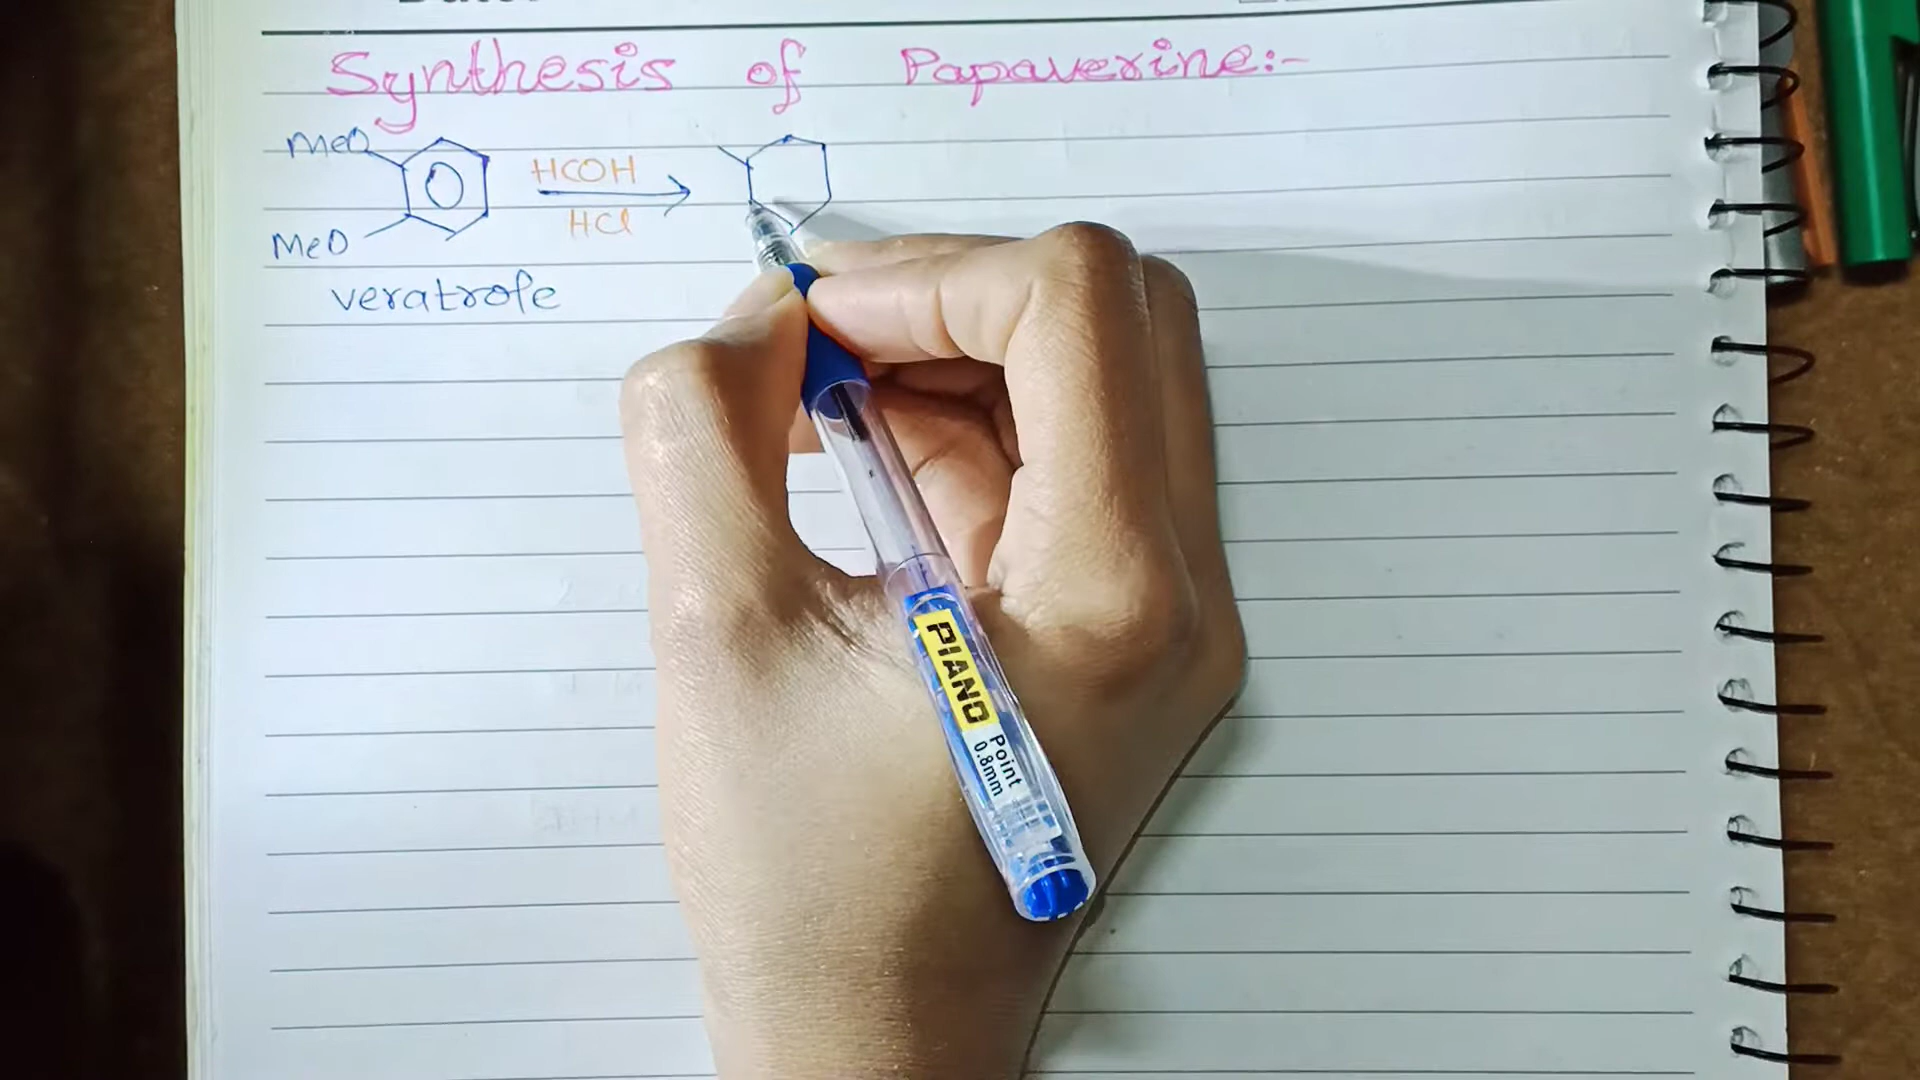 Synthesis of Papaverine:-
MeO
HCOH
HCl
MeO
veratrole
PIANO
Point
0.8mm